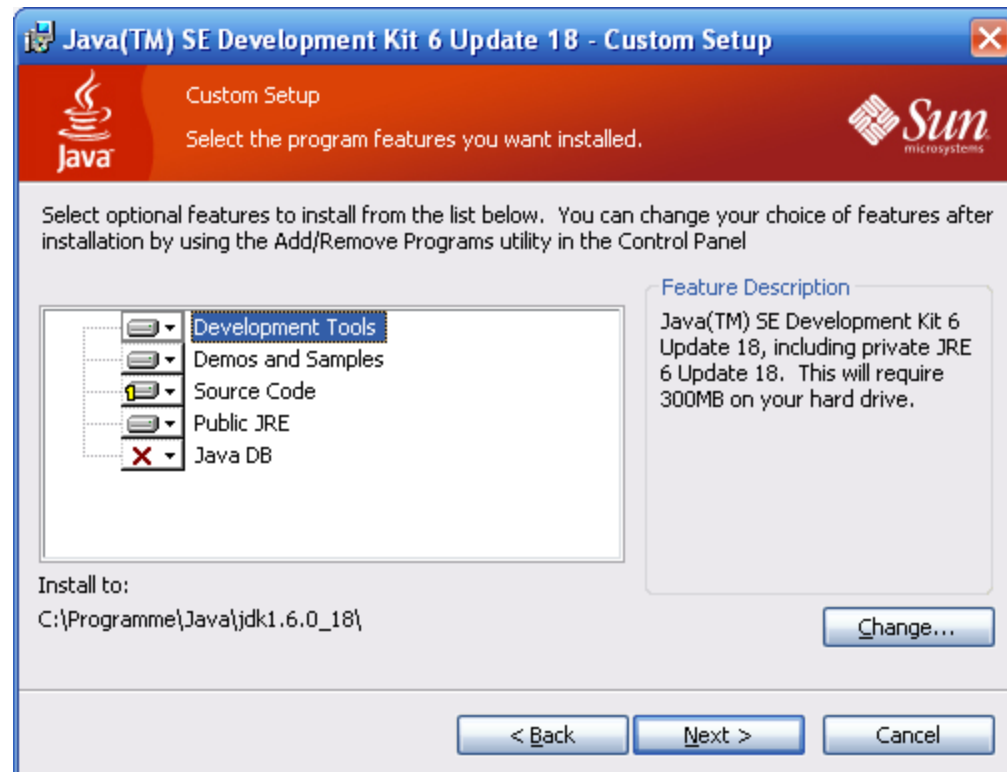 Java(TM) SE Development Kit 6 Update 18 - Custom Setup
Custom Setup
Select the program features you want installed.
Java
Sun
microsystems
Select optional features to install from the list below.  You can change your choice of features after
installation by using the Add/Remove Programs utility in the Control Panel
Development Tools
Demos and Samples
Source Code
Public JRE
Java DB
Feature Description
Java(TM) SE Development Kit 6
Update 18, including private JRE
6 Update 18.  This will require
300MB on your hard drive.
Install to:
C:\Programme\Java\jdk1.6.0_18\
Change...
< Back
Next >
Cancel